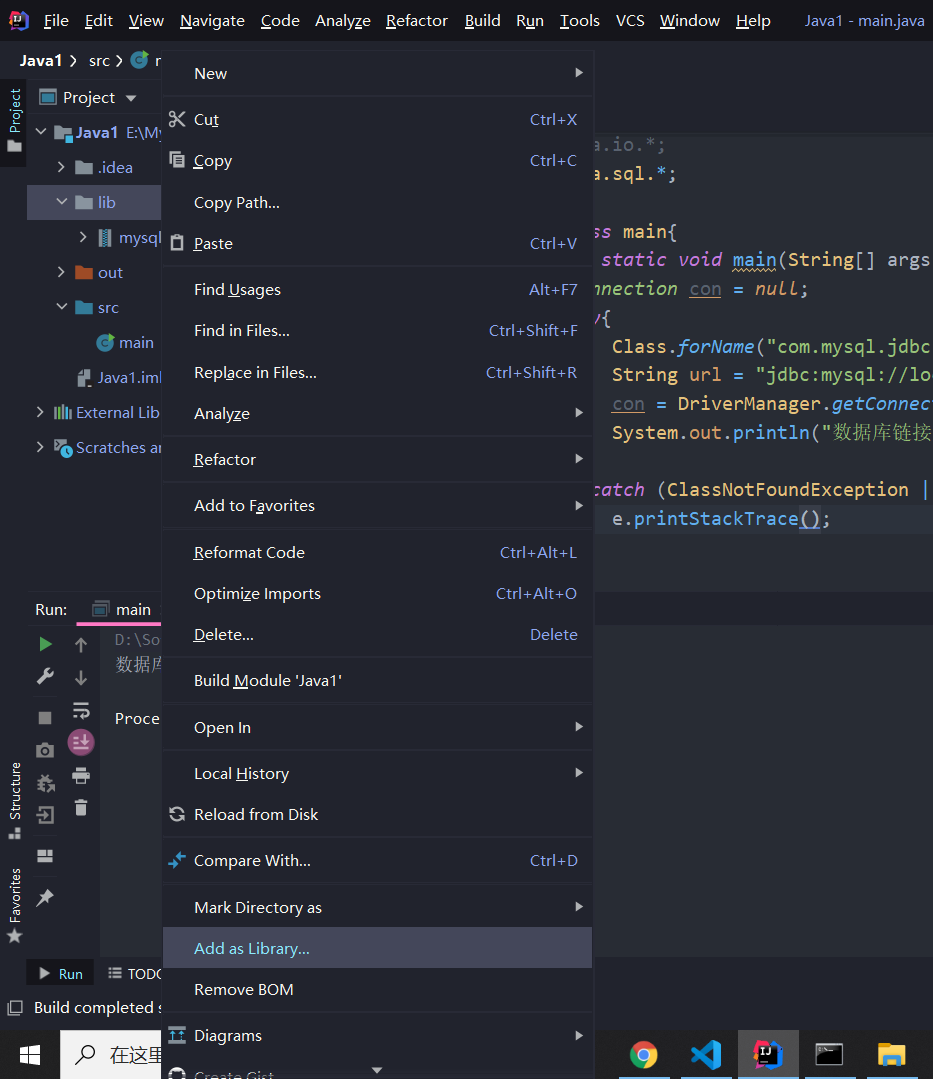 File Edit View Navigate Code Analyze Refactor Build Run Tools VCS Window Help Java1 - main.java
Java1 src
Project
Project
Java1 E:\My
.idea
lib
mysql
out
src
main
Java1.iml
External Lib
Scratches an
New
Cut Ctrl+X
Copy Ctrl+C
Copy Path...
Paste Ctrl+V
Find Usages Alt+F7
Find in Files... Ctrl+Shift+F
Replace in Files... Ctrl+Shift+R
Analyze
Refactor
Add to Favorites
Reformat Code Ctrl+Alt+L
Optimize Imports Ctrl+Alt+O
Delete... Delete
Build Module 'Java1'
Open In
Local History
Reload from Disk
Compare With... Ctrl+D
Mark Directory as
Add as Library...
Remove BOM
Diagrams
Create Gist...
a.io.*;
a.sql.*;
ss main{
static void main(String[] args
nnection con = null;
y{
Class.forName("com.mysql.jdbc
String url = "jdbc:mysql://lo
con = DriverManager.getConnect
System.out.println("数据库链接
catch (ClassNotFoundException |
e.printStackTrace();
Run: main
D:\So
数据库
Proce
Structure
Favorites
Run TODO
Build completed s
在这里